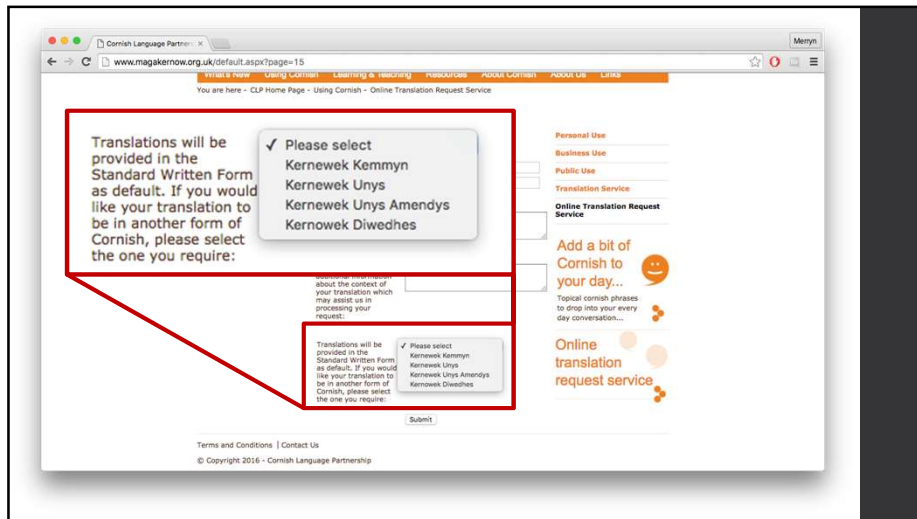 Cornish Language Partner
Merryn
www.magakernow.org.uk/default.aspx?page=15
What's New Using Cornish Learning & Teaching Resources About Cornish About Us Links
You are here - CLP Home Page - Using Cornish - Online Translation Request Service
Translations will be
provided in the
Standard Written Form
as default. If you would
like your translation to
be in another form of
Cornish, please select
the one you require:
✓ Please select
Kernewek Kemmyn
Kernewek Unys
Kernewek Unys Amendys
Kernowek Diwedhes
Personal Use
Business Use
Public Use
Translation Service
Online Translation Request
Service
Add a bit of
Cornish to
your day...
Topical cornish phrases
to drop into your every
day conversation...
Online
translation
request service
additional information
about the context of
your translation which
may assist us in
processing your
request:
Translations will be
provided in the
Standard Written Form
as default. If you would
like your translation to
be in another form of
Cornish, please select
the one you require:
✓ Please select
Kernewek Kemmyn
Kernewek Unys
Kernewek Unys Amendys
Kernowek Diwedhes
Submit
Terms and Conditions | Contact Us
© Copyright 2016 - Cornish Language Partnership